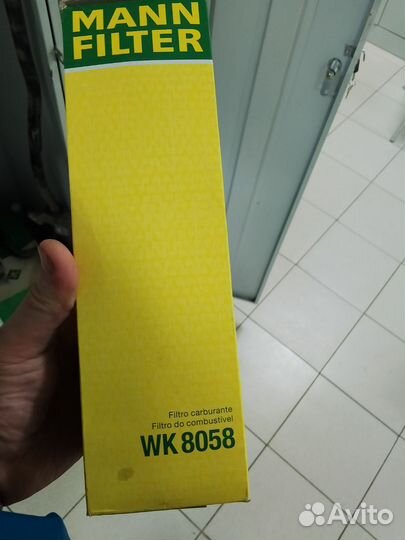 MANN
FILTER
Filtro carburante
Filtro do combustível
WK 8058
Avito